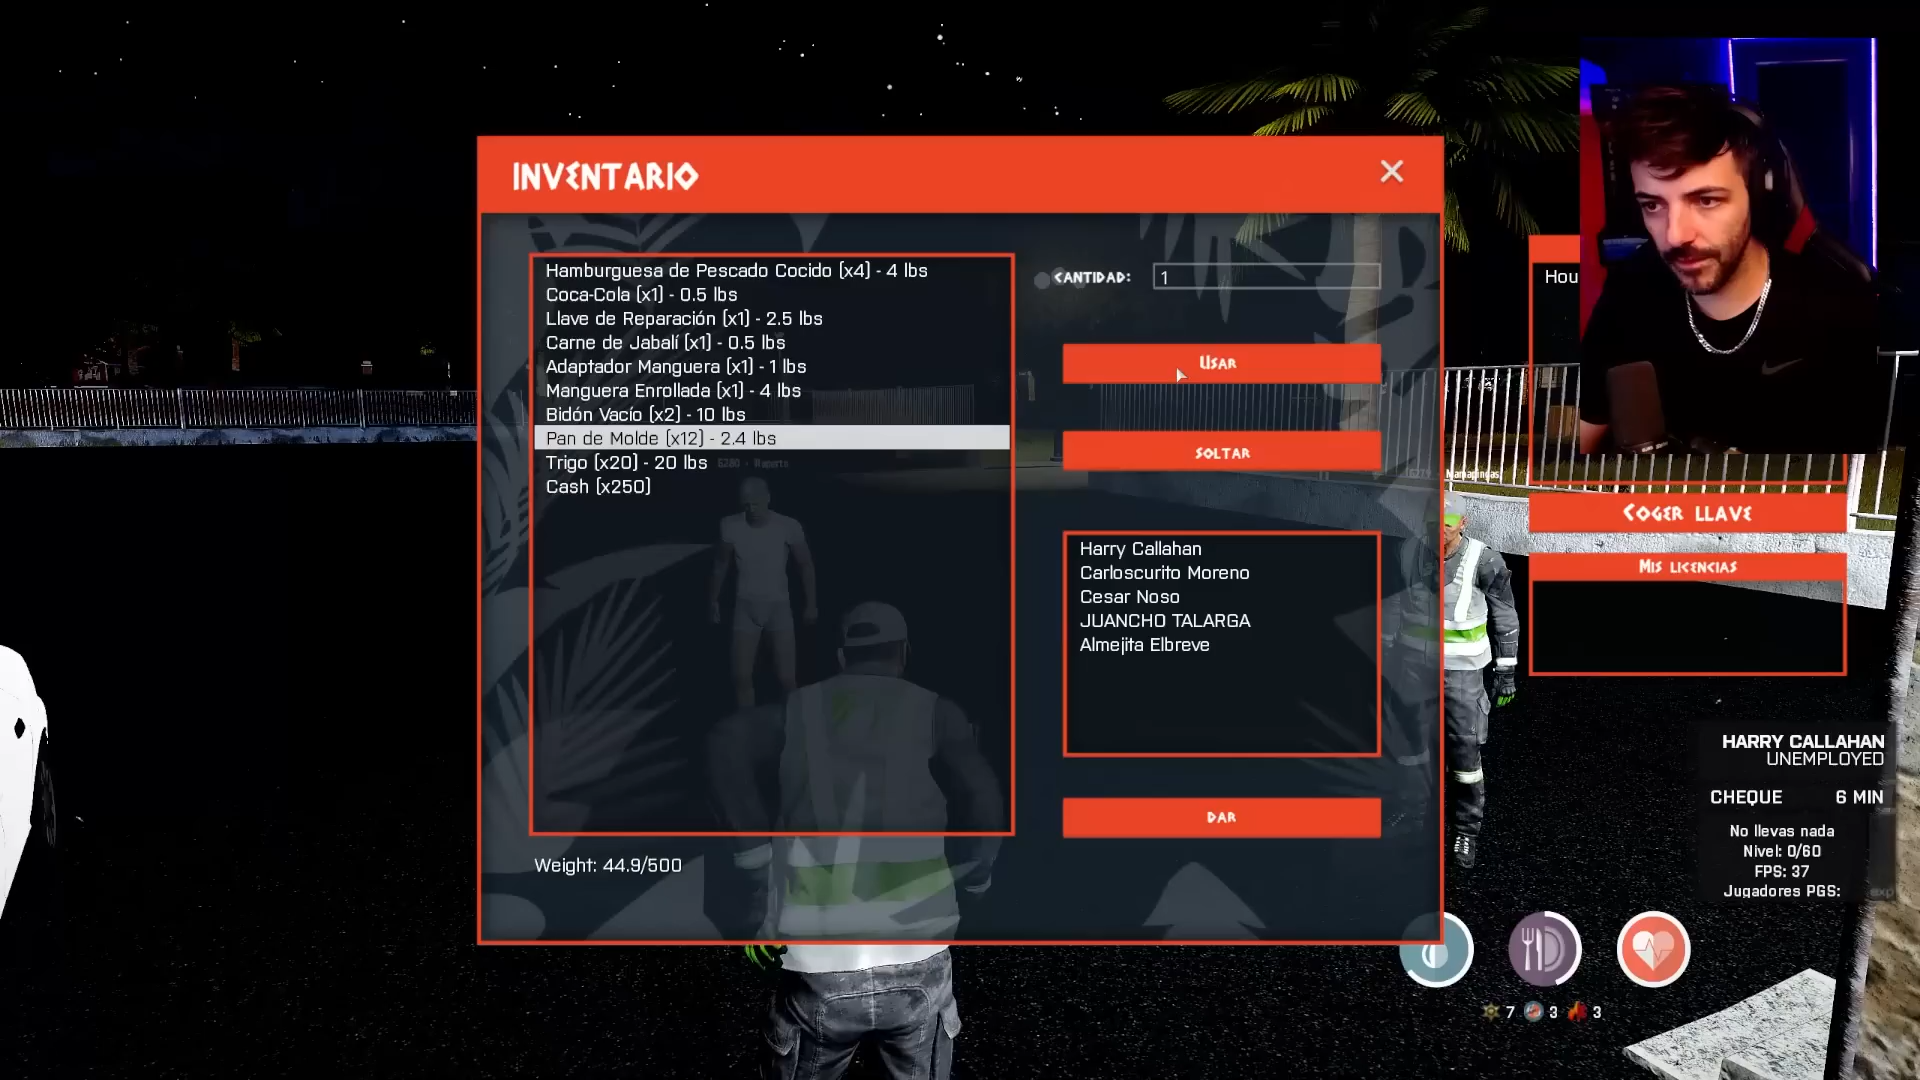 INVENTARIO
Hamburguesa de Pescado Cocido (x4) - 4 lbs
Coca-Cola (x1) - 0.5 lbs
Llave de Reparación (x1) - 2.5 lbs
Carne de Jabalí (x1) - 0.5 lbs
Adaptador Manguera (x1) - 1 lbs
Manguera Enrollada (x1) - 4 lbs
Bidón Vacío (x2) - 10 lbs
Pan de Molde (x12) - 2.4 lbs
Trigo (x20) - 20 lbs
Cash (x250)
Weight: 44.9/500
CANTIDAD: 1
USAR
SOLTAR
Harry Callahan
Carloscurito Moreno
Cesar Noso
JUANCHO TALARGA
Almejita Elbreve
DAR
Hou
COGER LLAVE
MIS LICENCIAS
HARRY CALLAHAN
UNEMPLOYED
CHEQUE 6 MIN
No llevas nada
Nivel: 0/60
FPS: 37
Jugadores PGS:
7 3 3